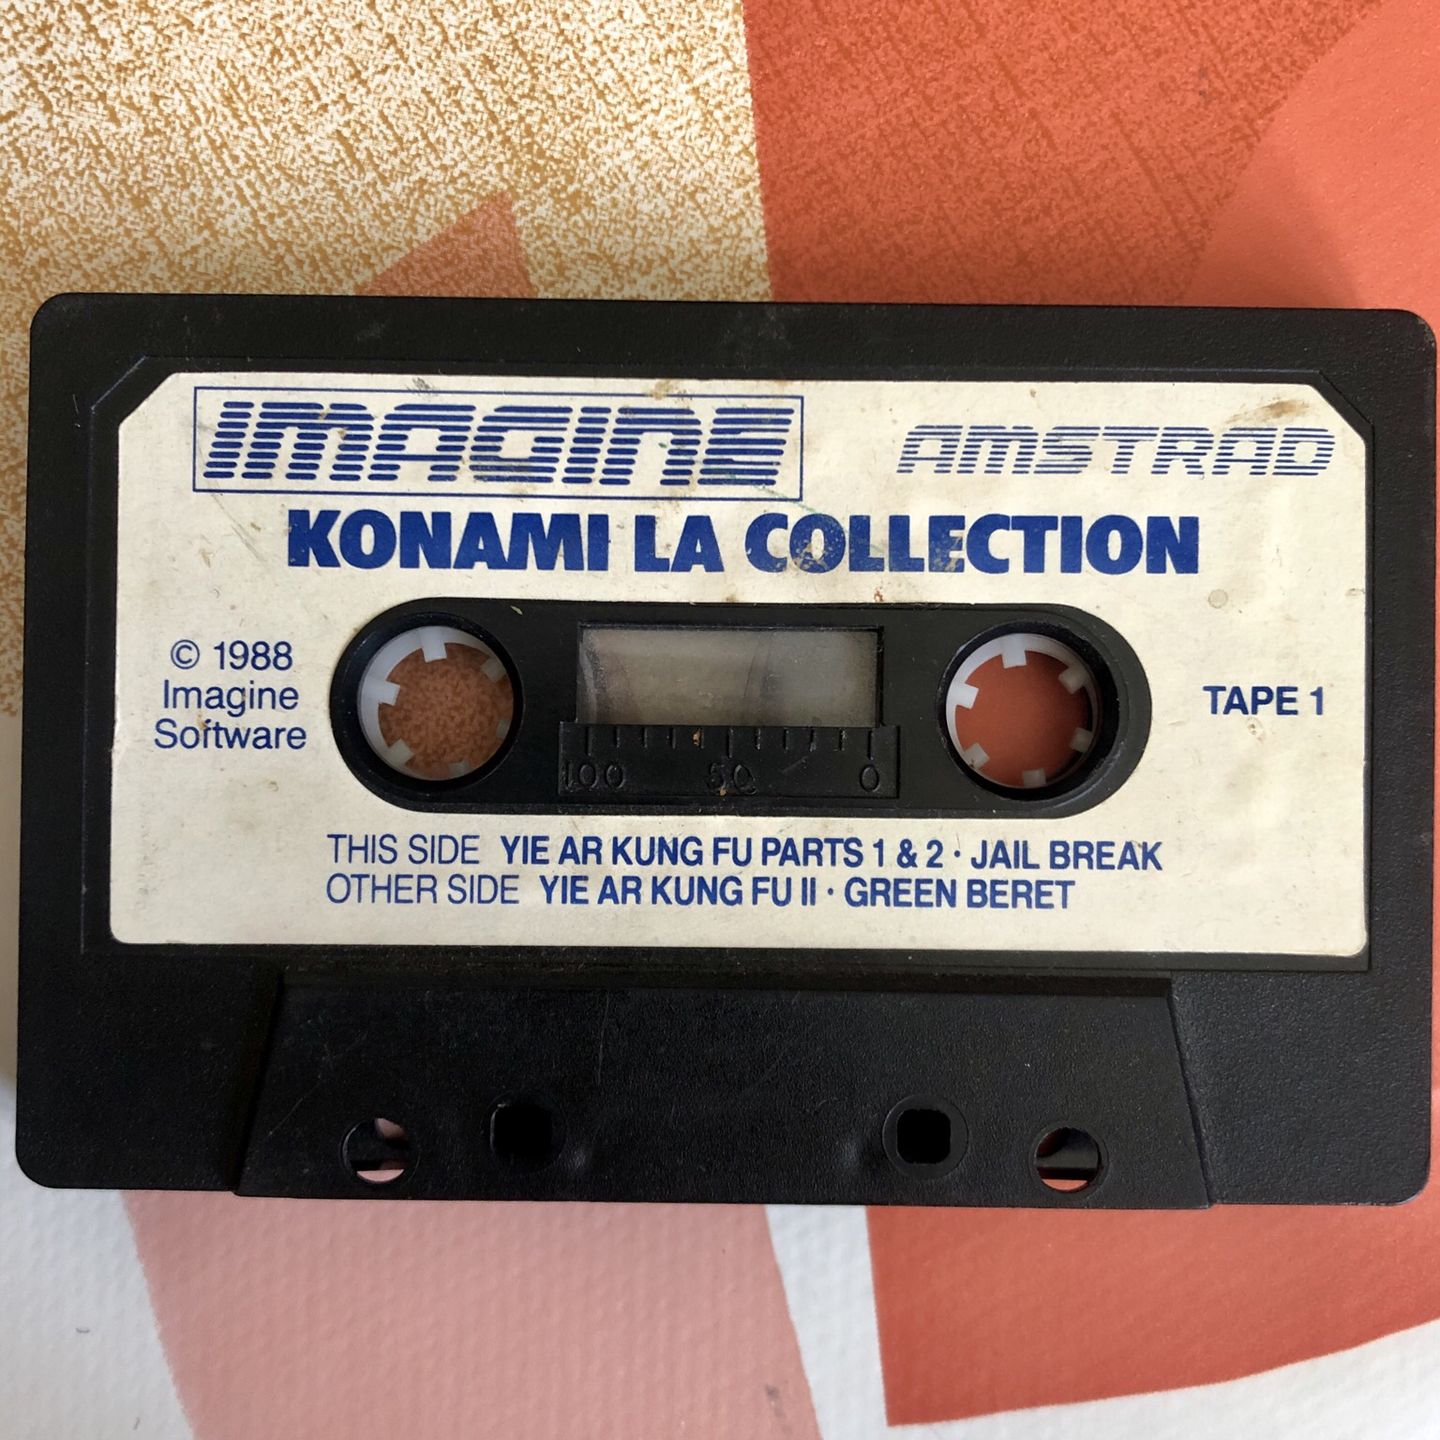 IMAGINE AMSTRAD
KONAMI LA COLLECTION
© 1988
Imagine
Software
TAPE 1
100 50 0
THIS SIDE YIE AR KUNG FU PARTS 1 & 2 · JAIL BREAK
OTHER SIDE YIE AR KUNG FU II · GREEN BERET